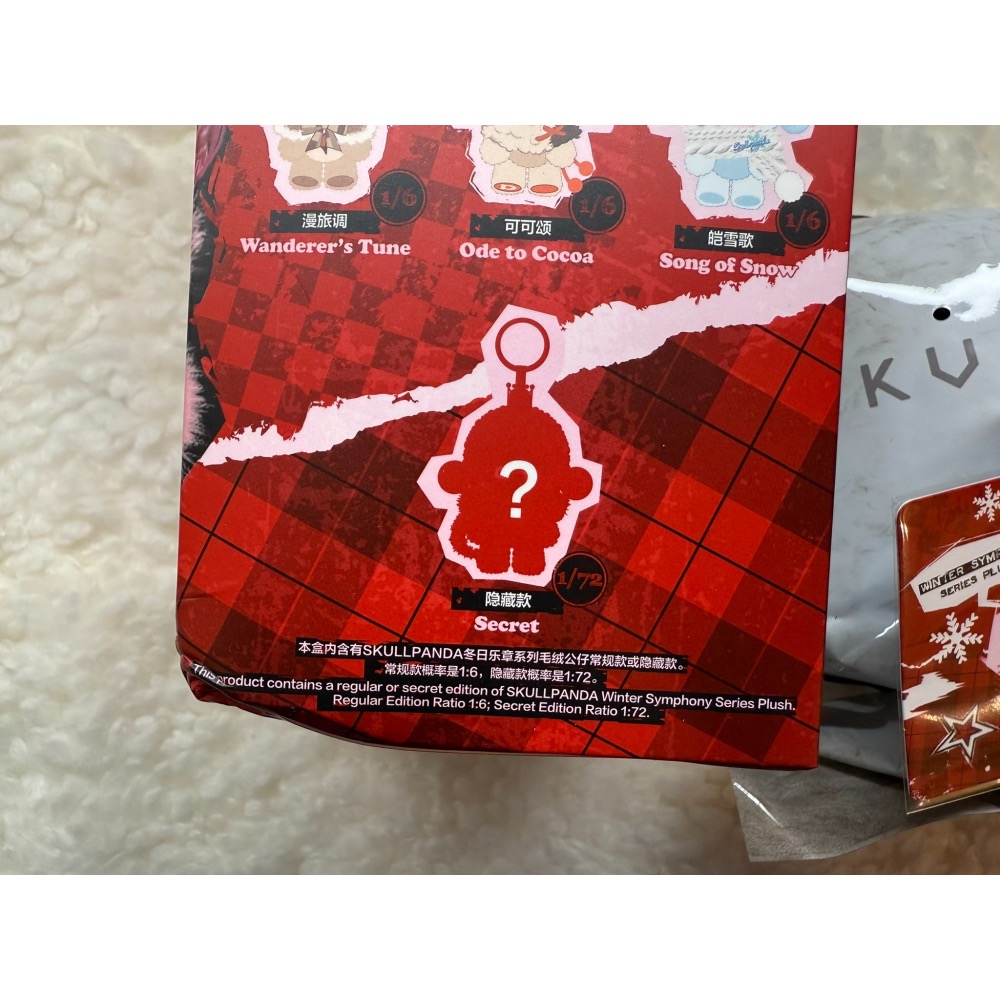 1/6
1/6
1/6
漫旅调
可可颂
皓雪歌
Wanderer's Tune
Ode to Cocoa
Song of Snow
KU
?
1/72
隐藏款
Secret
本盒内含有SKULLPANDA冬日乐章系列毛绒公仔常规款或隐藏款。
常规款概率是1:6，隐藏款概率是1:72。
This product contains a regular or secret edition of SKULLPANDA Winter Symphony Series Plush.
Regular Edition Ratio 1:6; Secret Edition Ratio 1:72.
WINTER SYMP
SERIES PL